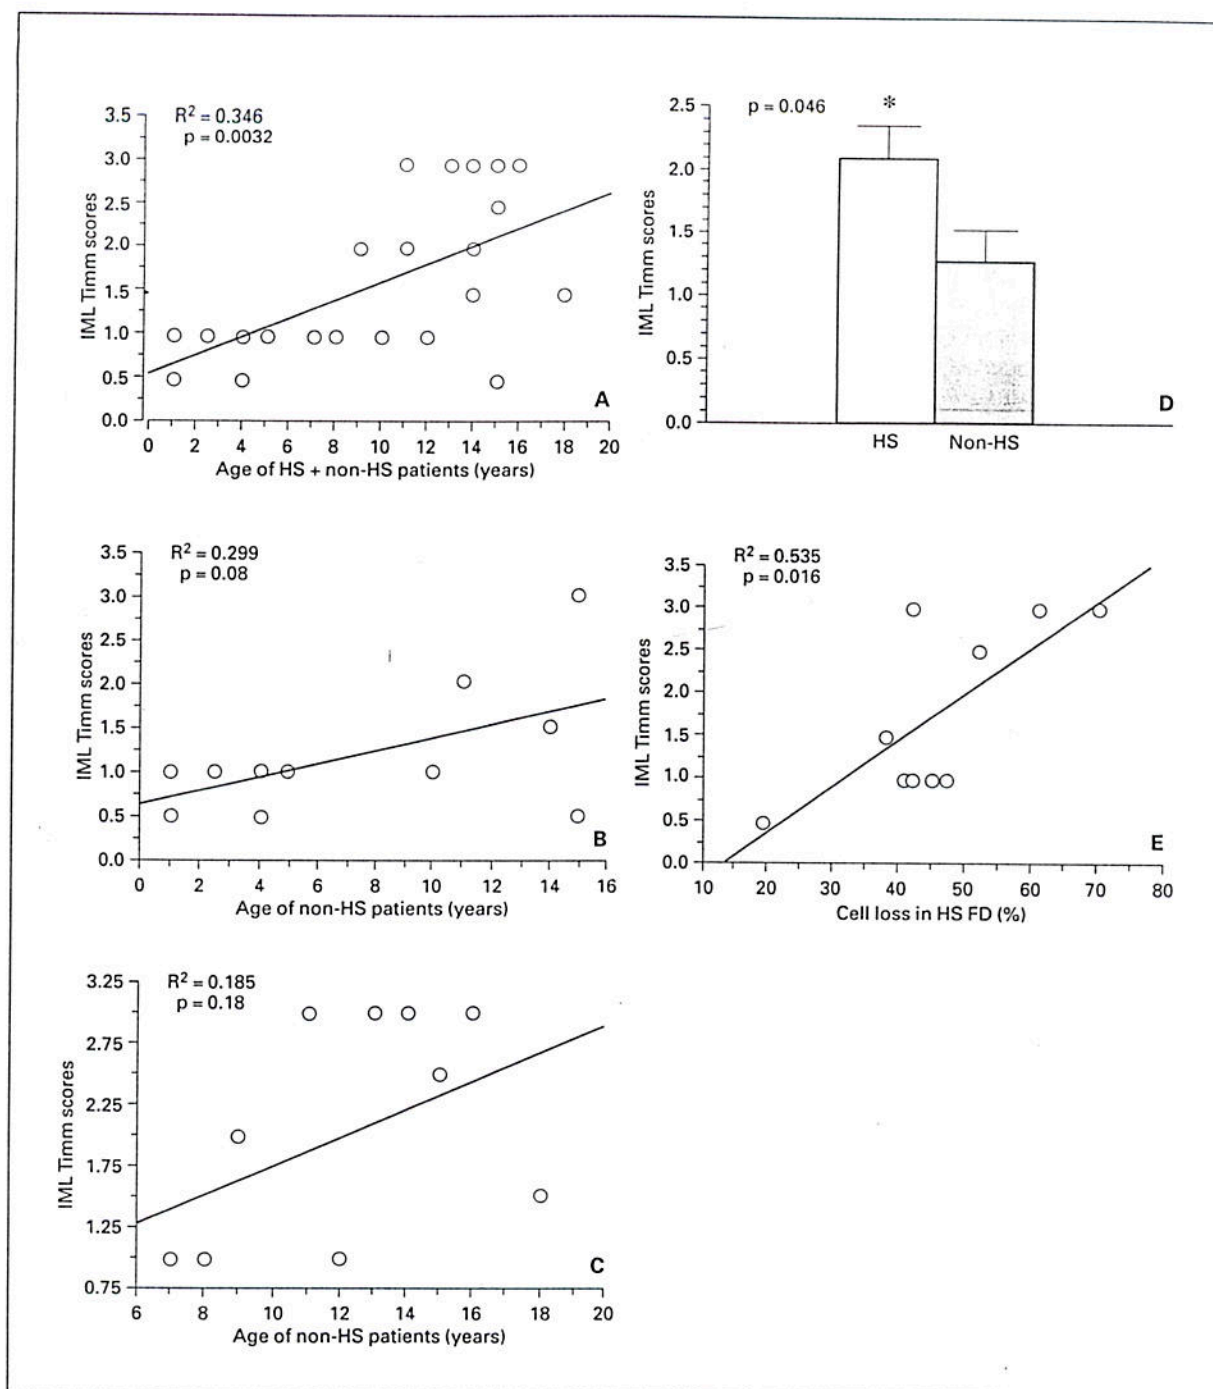 R² = 0.346
p = 0.0032
3.5
3.0
2.5
2.0
1.5
1.0
0.5
0.0
IML Timm scores
A
0 2 4 6 8 10 12 14 16 18 20
Age of HS + non-HS patients (years)
p = 0.046
*
2.5
2.0
1.5
1.0
0.5
0.0
IML Timm scores
D
HS Non-HS
R² = 0.299
p = 0.08
3.5
3.0
2.5
2.0
1.5
1.0
0.5
0.0
IML Timm scores
B
0 2 4 6 8 10 12 14 16
Age of non-HS patients (years)
R² = 0.535
p = 0.016
3.5
3.0
2.5
2.0
1.5
1.0
0.5
0.0
IML Timm scores
E
10 20 30 40 50 60 70 80
Cell loss in HS FD (%)
R² = 0.185
p = 0.18
3.25
2.75
2.25
1.75
1.25
0.75
IML Timm scores
C
6 8 10 12 14 16 18 20
Age of non-HS patients (years)